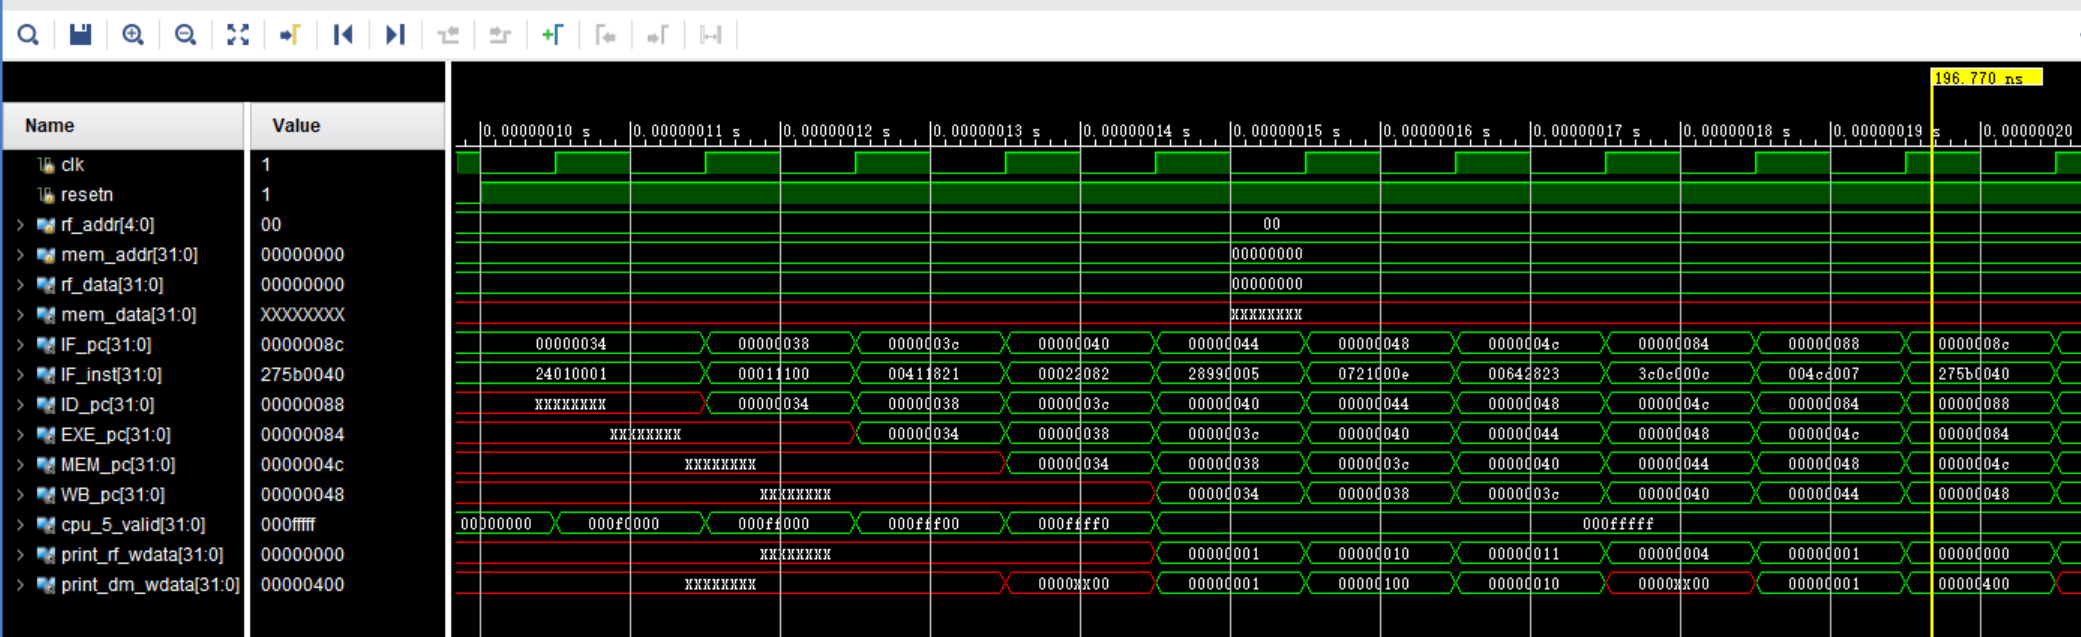 196.770 ns
Name Value
0.00000010 s 0.00000011 s 0.00000012 s 0.00000013 s 0.00000014 s 0.00000015 s 0.00000016 s 0.00000017 s 0.00000018 s 0.00000019 s 0.00000020
clk 1
resetn 1
rf_addr[4:0] 00 00
mem_addr[31:0] 00000000 00000000
rf_data[31:0] 00000000 00000000
mem_data[31:0] XXXXXXXX XXXXXXXX
IF_pc[31:0] 0000008c 00000034 00000038 0000003c 00000040 00000044 00000048 0000004c 00000084 00000088 0000008c
IF_inst[31:0] 275b0040 24010001 00011100 00411821 00022082 28990005 0721000e 00642823 3c0c000c 004cd007 275b0040
ID_pc[31:0] 00000088 XXXXXXXX 00000034 00000038 0000003c 00000040 00000044 00000048 0000004c 00000084 00000088
EXE_pc[31:0] 00000084 XXXXXXXX 00000034 00000038 0000003c 00000040 00000044 00000048 0000004c 00000084
MEM_pc[31:0] 0000004c XXXXXXXX 00000034 00000038 0000003c 00000040 00000044 00000048 0000004c
WB_pc[31:0] 00000048 XXXXXXXX 00000034 00000038 0000003c 00000040 00000044 00000048
cpu_5_valid[31:0] 000fffff 00000000 000f0000 000ff000 000fff00 000ffff0 000fffff
print_rf_wdata[31:0] 00000000 XXXXXXXX 00000001 00000010 00000011 00000004 00000001 00000000
print_dm_wdata[31:0] 00000400 XXXXXXXX 0000XX00 00000001 00000100 00000010 0000XX00 00000001 00000400